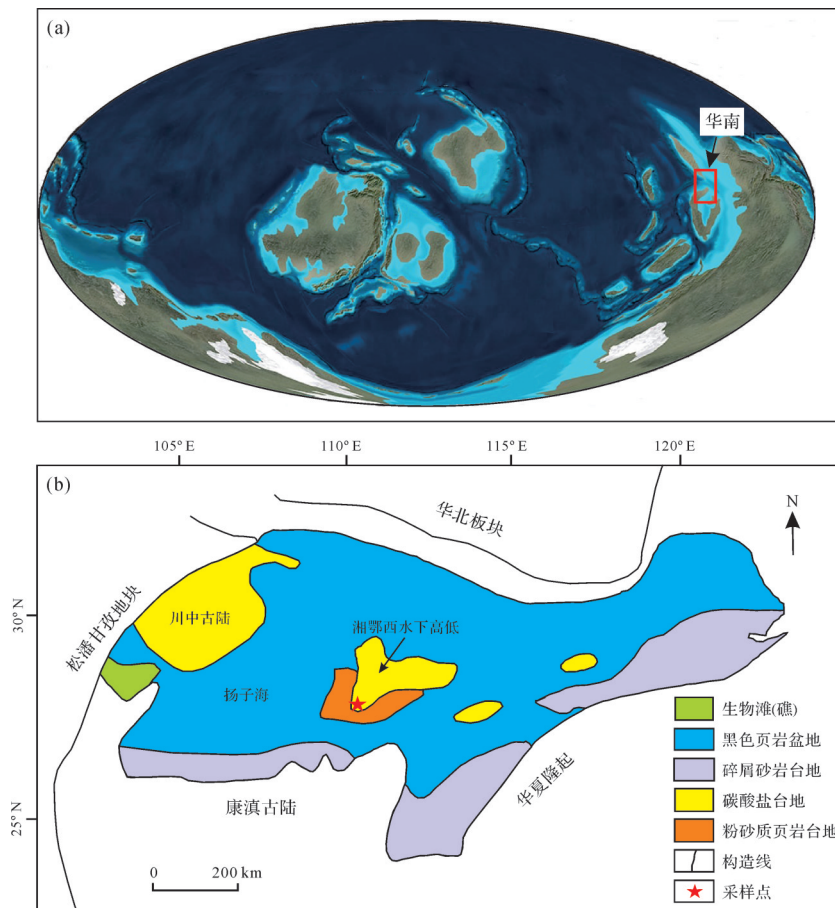 (a)
华南
105°E
110°E
115°E
120°E
(b)
N
华北板块
松潘甘孜地块
川中古陆
30°N
湘鄂西水下高低
扬子海
华夏隆起
康滇古陆
25°N
0
200 km
生物滩(礁)
黑色页岩盆地
碎屑砂岩台地
碳酸盐台地
粉砂质页岩台地
构造线
采样点